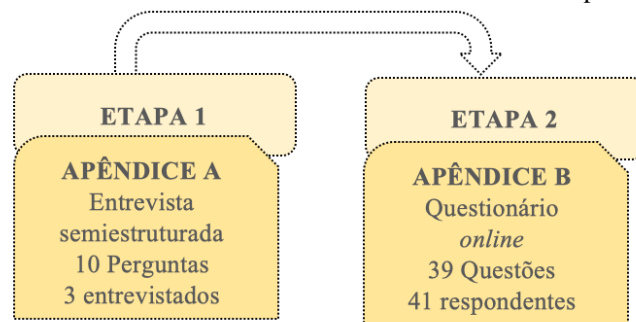 ETAPA 1
APÊNDICE A
Entrevista
semiestruturada
10 Perguntas
3 entrevistados
ETAPA 2
APÊNDICE B
Questionário
online
39 Questões
41 respondentes